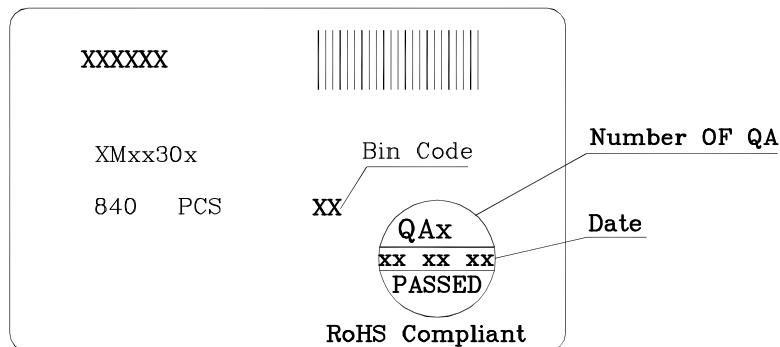 XXXXXX
Number OF QA
XMxx30x
Bin Code
840 PCS
XX
QAx
Date
xx xx xx
PASSED
RoHS Compliant